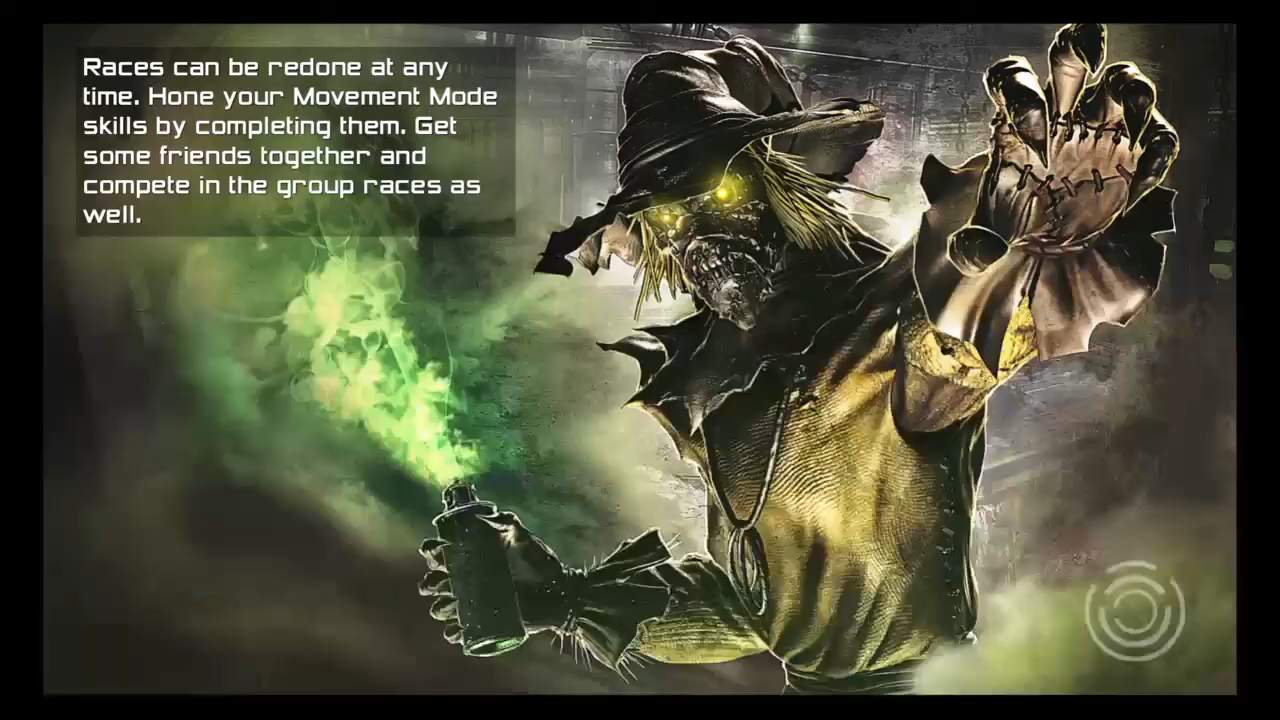 Races can be redone at any
time. Hone your Movement Mode
skills by completing them. Get
some friends together and
compete in the group races as
well.